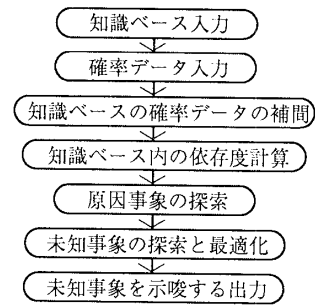 知識ベース入力
確率データ入力
知識ベースの確率データの補間
知識ベース内の依存度計算
原因事象の探索
未知事象の探索と最適化
未知事象を示唆する出力